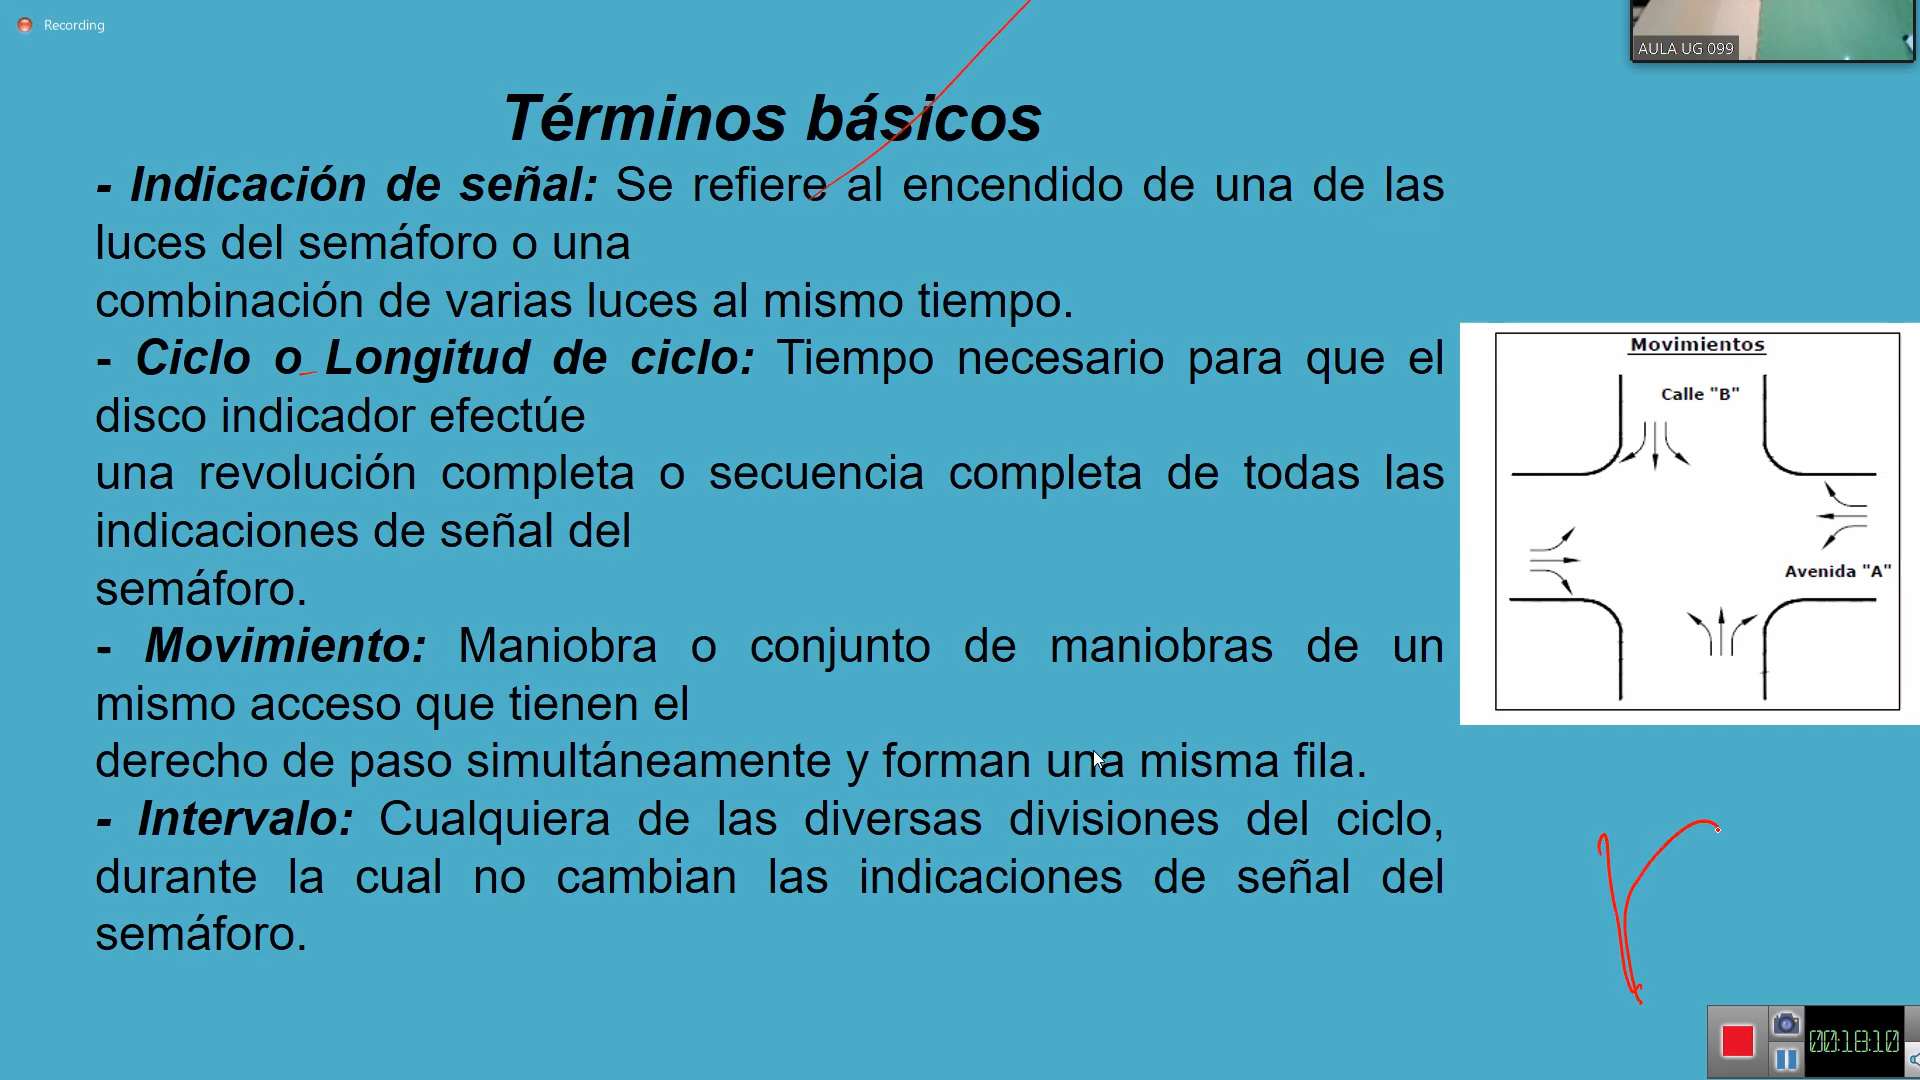 Recording
AULA UG 099
Términos básicos
- Indicación de señal: Se refiere al encendido de una de las
luces del semáforo o una
combinación de varias luces al mismo tiempo.
- Ciclo o Longitud de ciclo: Tiempo necesario para que el
disco indicador efectúe
una revolución completa o secuencia completa de todas las
indicaciones de señal del
semáforo.
- Movimiento: Maniobra o conjunto de maniobras de un
mismo acceso que tienen el
derecho de paso simultáneamente y forman una misma fila.
- Intervalo: Cualquiera de las diversas divisiones del ciclo,
durante la cual no cambian las indicaciones de señal del
semáforo.
Movimientos
Calle "B"
Avenida "A"
00:18:10